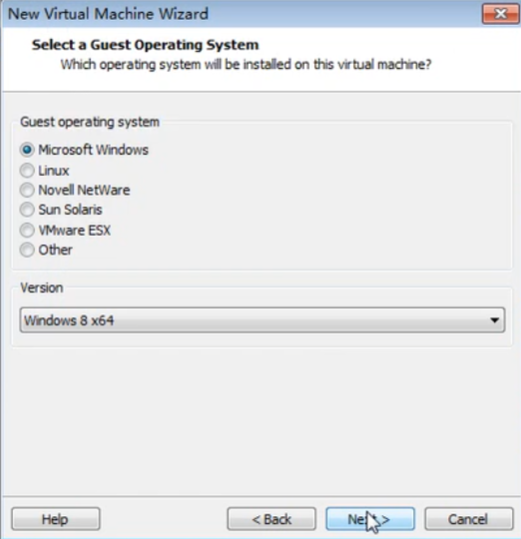 New Virtual Machine Wizard
Select a Guest Operating System
Which operating system will be installed on this virtual machine?
Guest operating system
Microsoft Windows
Linux
Novell NetWare
Sun Solaris
VMware ESX
Other
Version
Windows 8 x64
Help
< Back
Next >
Cancel